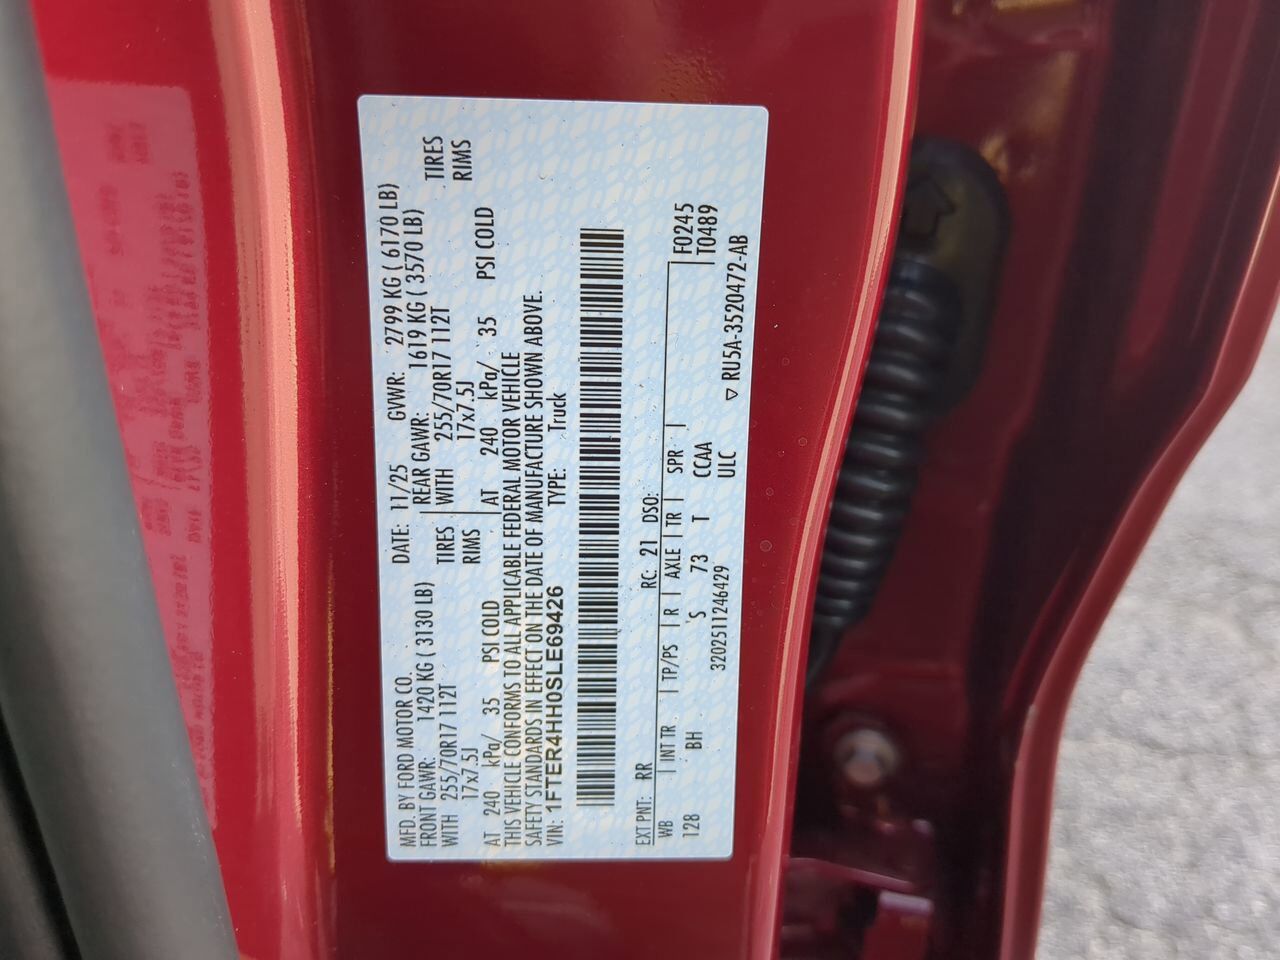 MFD. BY FORD MOTOR CO. DATE: 11/25 GVWR: 2799 KG ( 6170 LB)
FRONT GAWR: 1420 KG ( 3130 LB) REAR GAWR: 1619 KG ( 3570 LB)
WITH 255/70R17 112T TIRES WITH 255/70R17 112T TIRES
17x7.5J RIMS 17x7.5J RIMS
AT 240 kPa/ 35 PSI COLD AT 240 kPa/ 35 PSI COLD
THIS VEHICLE CONFORMS TO ALL APPLICABLE FEDERAL MOTOR VEHICLE
SAFETY STANDARDS IN EFFECT ON THE DATE OF MANUFACTURE SHOWN ABOVE.
VIN: 1FTER4HH0SLE69426 TYPE: Truck
EXT PNT: RR RC: 21 DSO: F0245
WB INT TR TP/PS R AXLE TR SPR T0489
128 BH S 73 T CCAA
3202511246429 ULC ▽ RU5A-3520472-AB